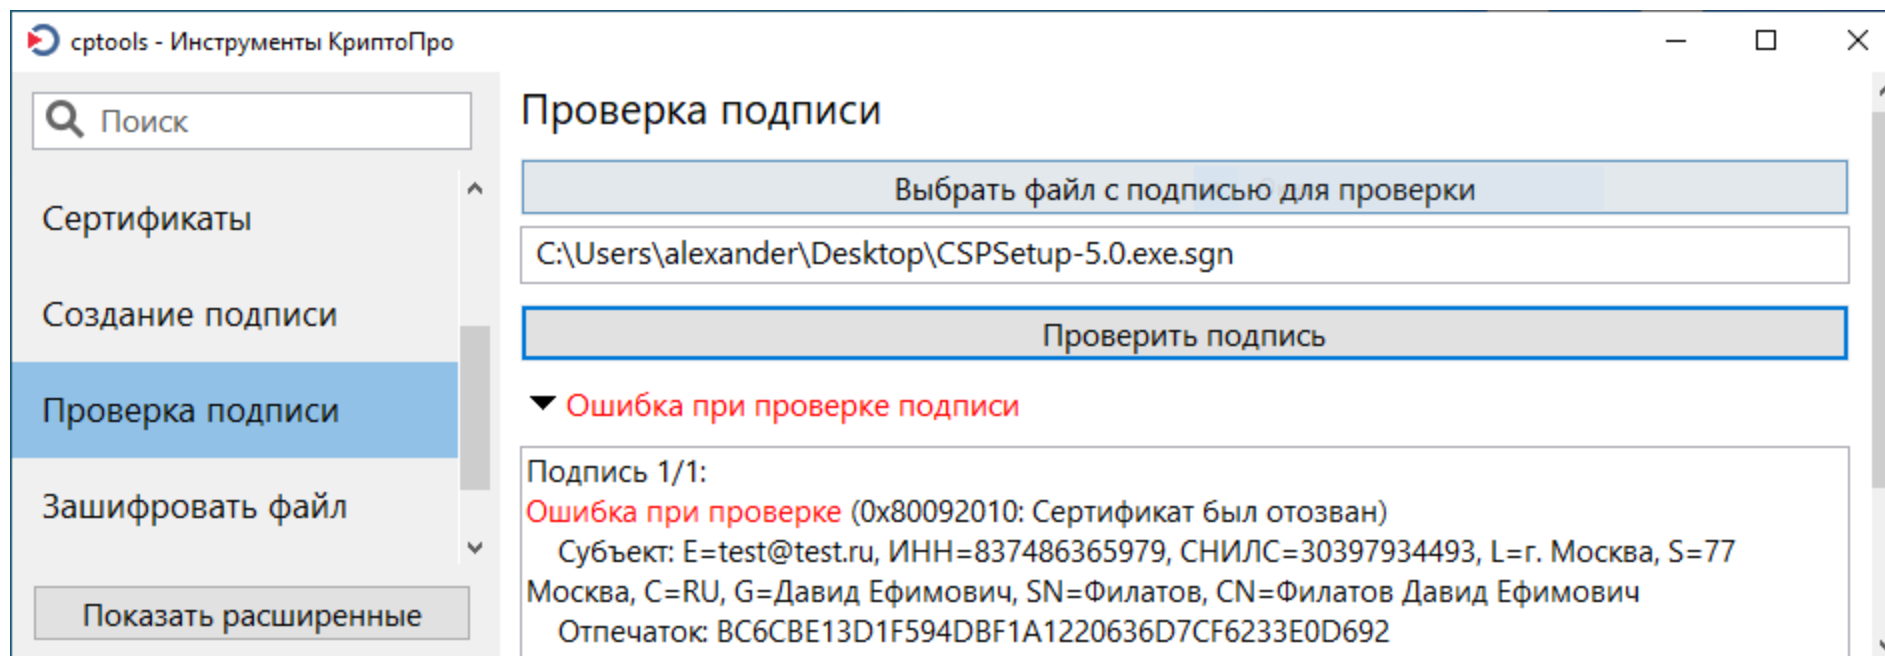 cptools - Инструменты КриптоПро
Поиск
Сертификаты
Создание подписи
Проверка подписи
Зашифровать файл
Показать расширенные
Проверка подписи
Выбрать файл с подписью для проверки
C:\Users\alexander\Desktop\CSPSetup-5.0.exe.sgn
Проверить подпись
Ошибка при проверке подписи
Подпись 1/1:
Ошибка при проверке (0x80092010: Сертификат был отозван)
Субъект: E=test@test.ru, ИНН=837486365979, СНИЛС=30397934493, L=г. Москва, S=77
Москва, C=RU, G=Давид Ефимович, SN=Филатов, CN=Филатов Давид Ефимович
Отпечаток: BC6CBE13D1F594DBF1A1220636D7CF6233E0D692